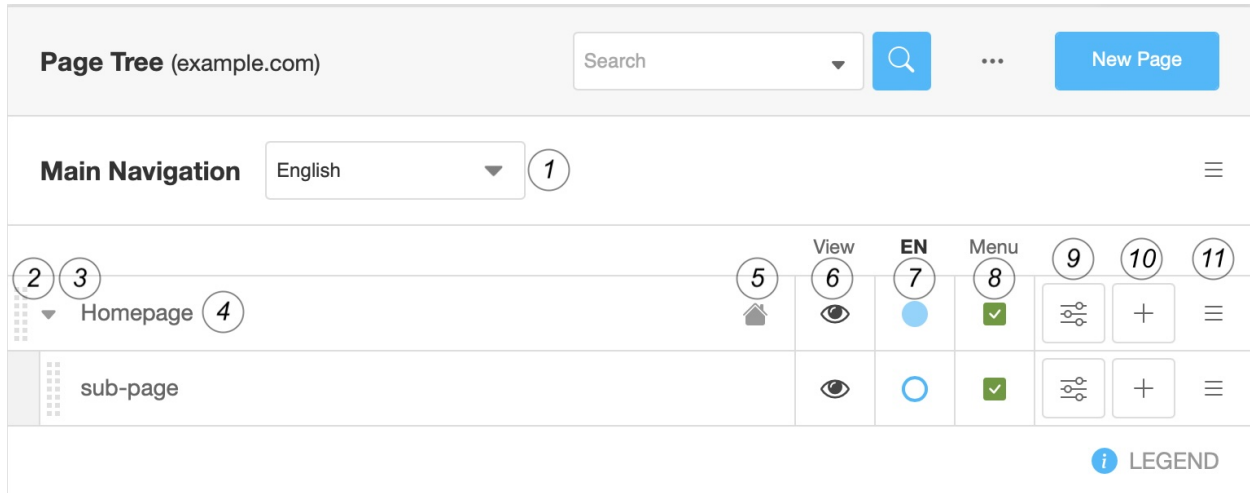 Page Tree (example.com) Search New Page
Main Navigation English 1
View EN Menu 9 10 11
2 3 5 6 7 8
Homepage 4
sub-page
i LEGEND